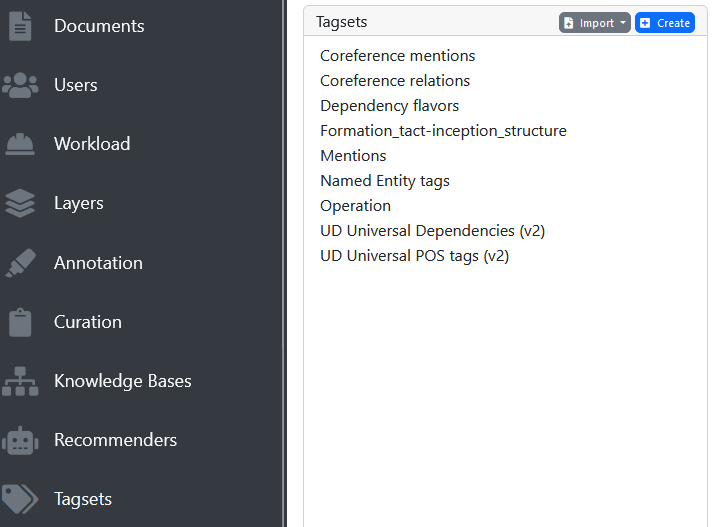 Documents
Users
Workload
Layers
Annotation
Curation
Knowledge Bases
Recommenders
Tagsets
Tagsets
Import
Create
Coreference mentions
Coreference relations
Dependency flavors
Formation_tact-inception_structure
Mentions
Named Entity tags
Operation
UD Universal Dependencies (v2)
UD Universal POS tags (v2)